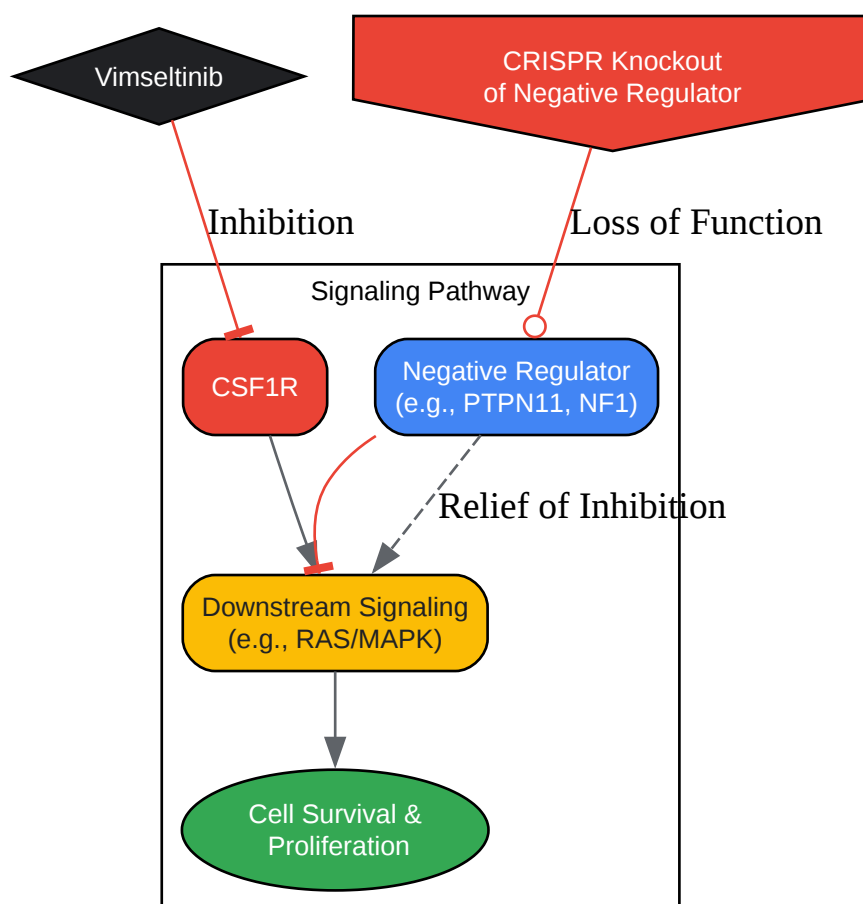 Vimseltinib
CRISPR Knockout
of Negative Regulator
Inhibition
Loss of Function
Signaling Pathway
CSF1R
Negative Regulator
(e.g., PTPN11, NF1)
Relief of Inhibition
Downstream Signaling
(e.g., RAS/MAPK)
Cell Survival &
Proliferation